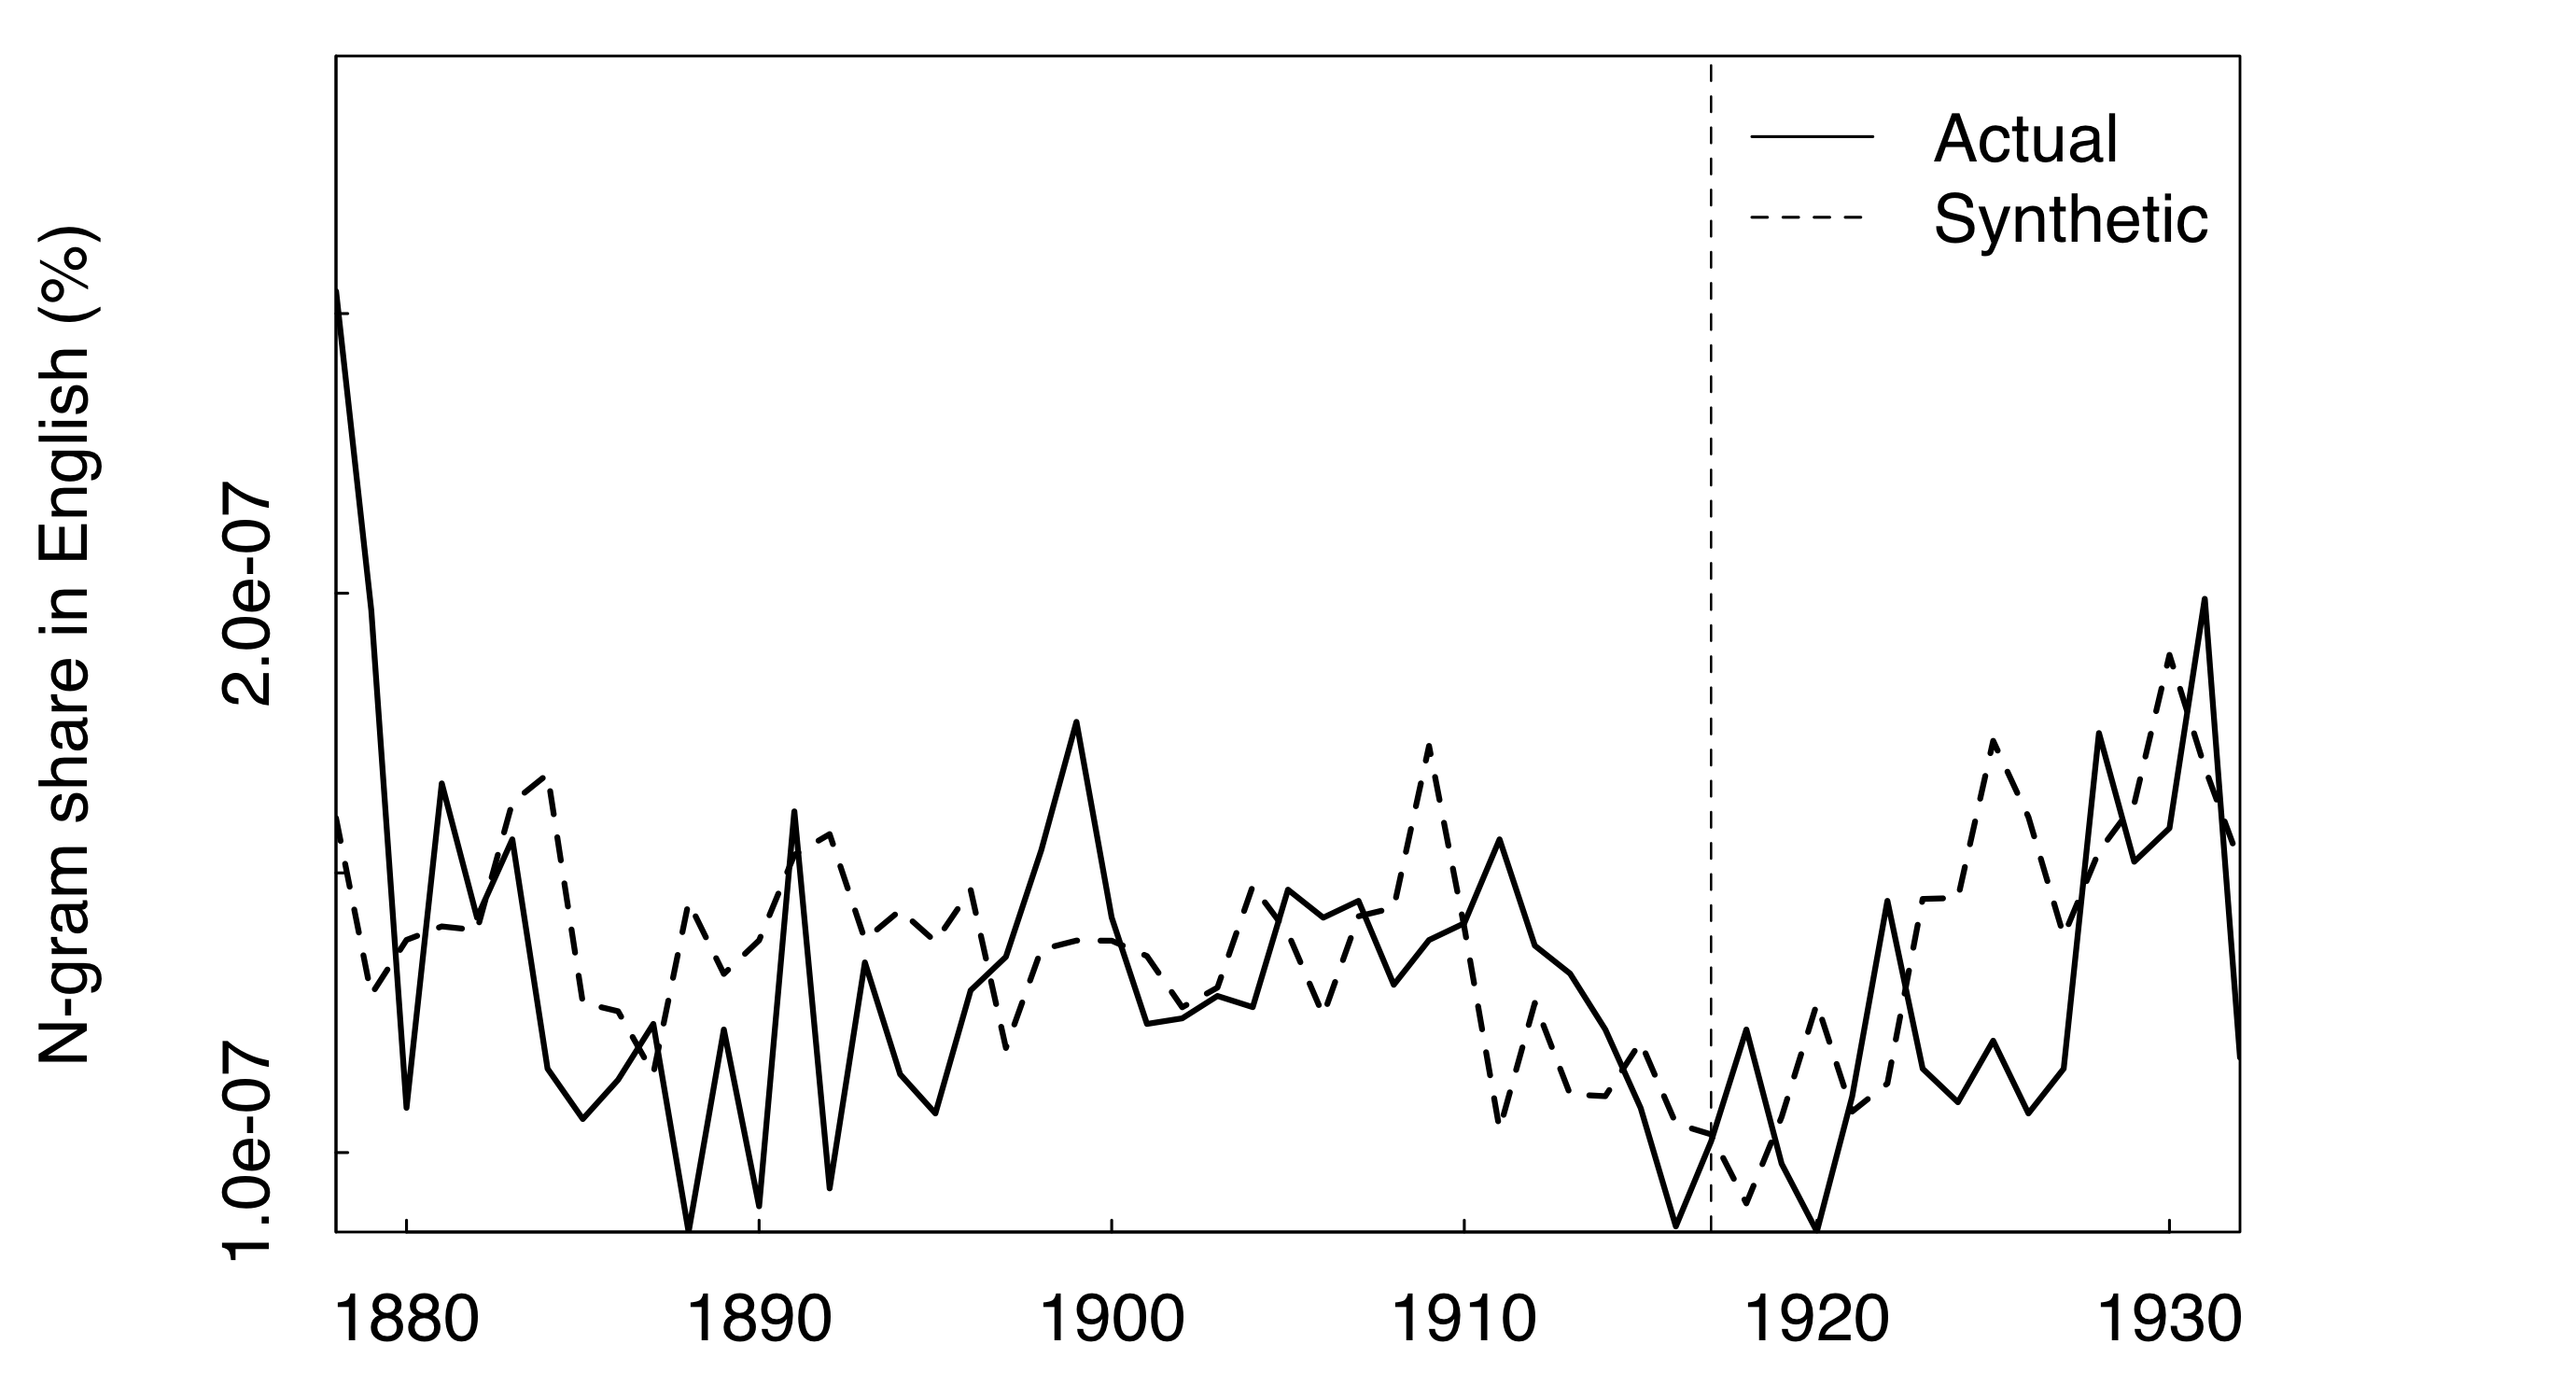 N-gram share in English (%)
2.0e-07
1.0e-07
Actual
Synthetic
1880 1890 1900 1910 1920 1930